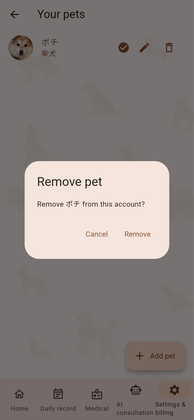 Your pets
ポチ
柴犬
Remove pet
Remove ポチ from this account?
Cancel
Remove
Add pet
Home
Daily record
Medical
AI consultation
Settings & billing